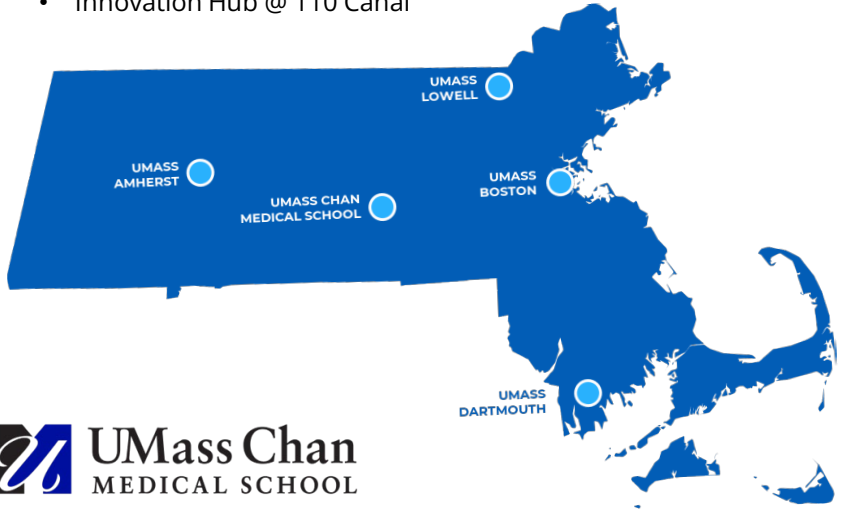 • Innovation Hub @ 110 Canal
UMASS
LOWELL
UMASS
AMHERST
UMASS
BOSTON
UMASS CHAN
MEDICAL SCHOOL
UMASS
DARTMOUTH
UMass Chan
MEDICAL SCHOOL